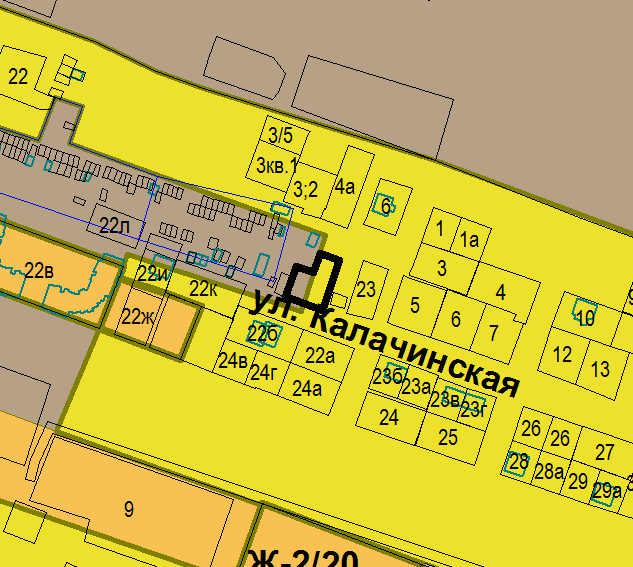 22
3/5
3кв.1
3;2
4а
6
1
1а
3
22л
22в
22и
22к
22ж
23
4
5
6
7
10
12
13
ул. Калачинская
22б
22а
24в
24г
24а
23б
23а
23в
23г
24
25
26
26
27
28
28а
29
29а
9
Ж-2/20